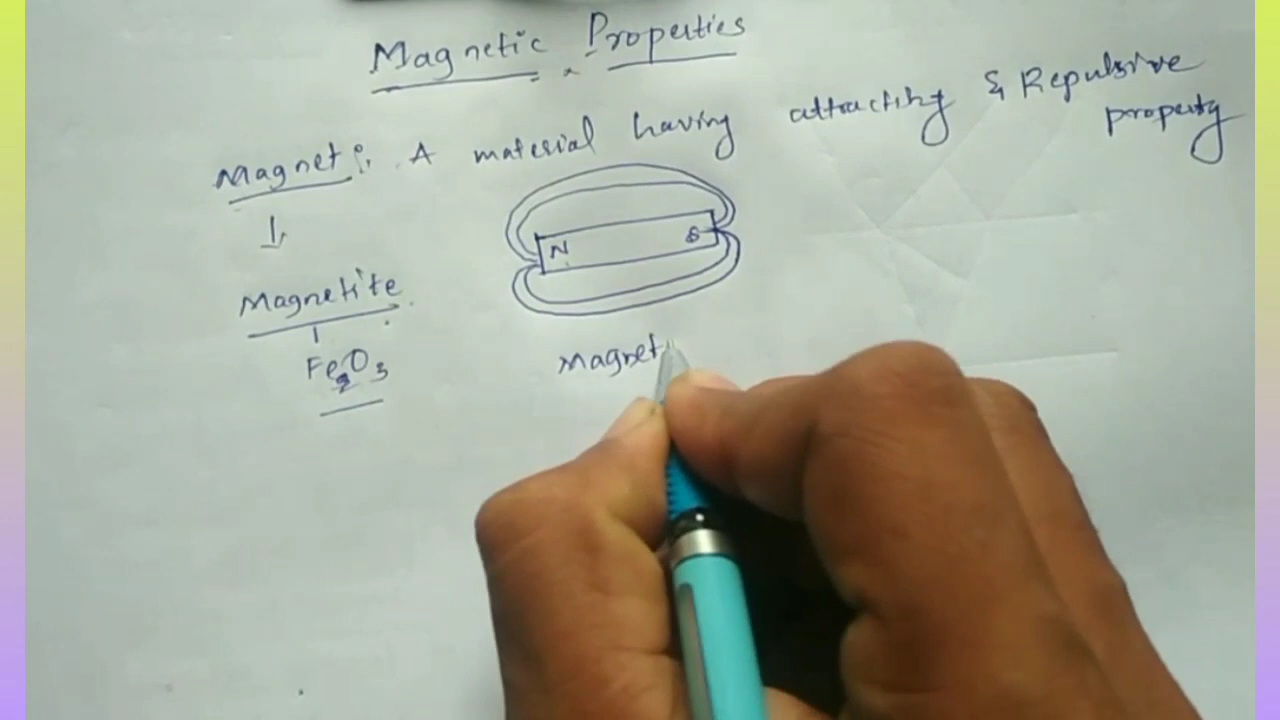 Magnetic Properties
Magnet: A material having attracting & Repulsive
property
N S
Magnetite
Fe2O3
Magnet